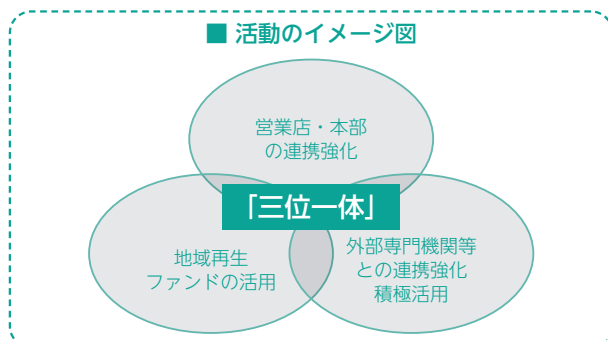 ■ 活動のイメージ図
営業店・本部
の連携強化
「三位一体」
地域再生
ファンドの活用
外部専門機関等
との連携強化
積極活用